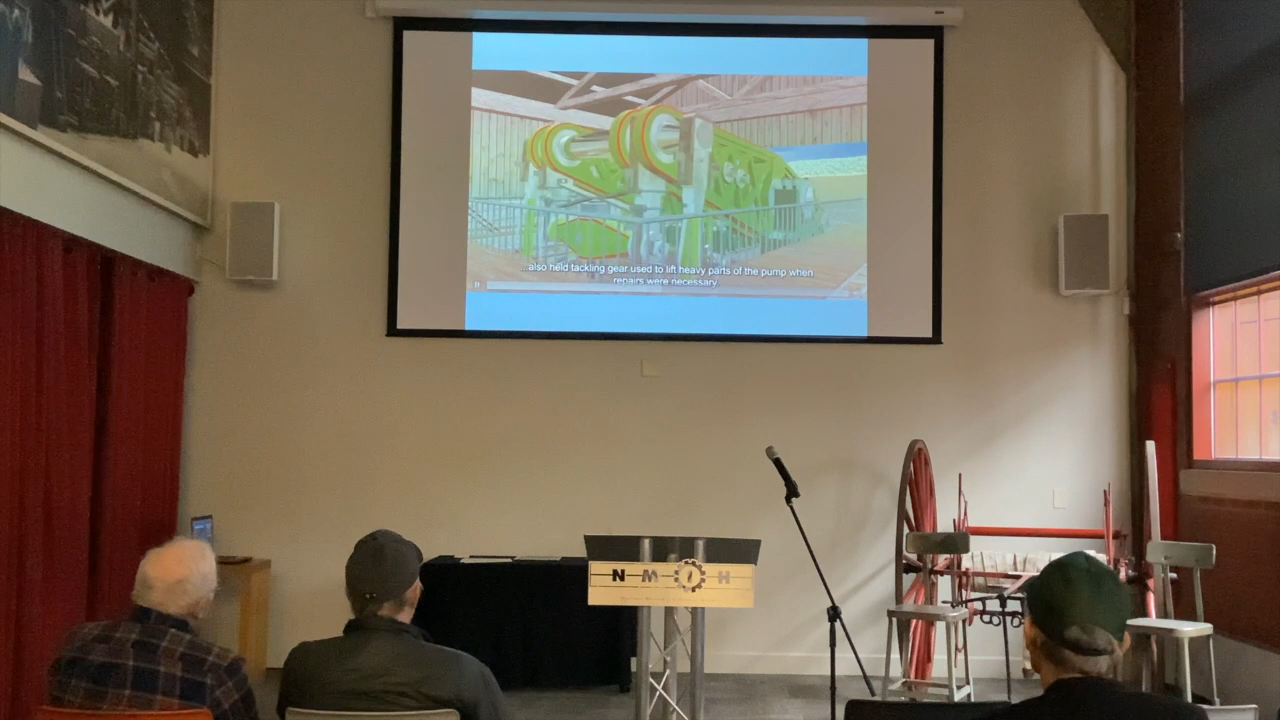 ...also held tackling gear used to lift heavy parts of the pump when
repairs were necessary.
NMIH